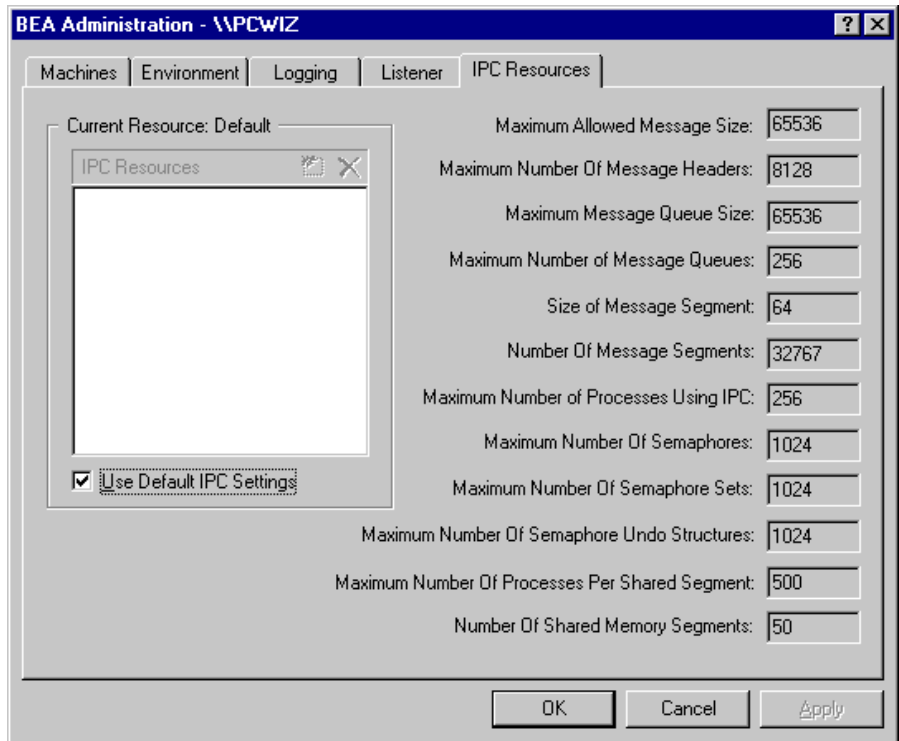 BEA Administration - \\PCWIZ
Machines Environment Logging Listener IPC Resources
Current Resource: Default
IPC Resources
Use Default IPC Settings
Maximum Allowed Message Size: 65536
Maximum Number Of Message Headers: 8128
Maximum Message Queue Size: 65536
Maximum Number of Message Queues: 256
Size of Message Segment: 64
Number Of Message Segments: 32767
Maximum Number of Processes Using IPC: 256
Maximum Number Of Semaphores: 1024
Maximum Number Of Semaphore Sets: 1024
Maximum Number Of Semaphore Undo Structures: 1024
Maximum Number Of Processes Per Shared Segment: 500
Number Of Shared Memory Segments: 50
OK Cancel Apply